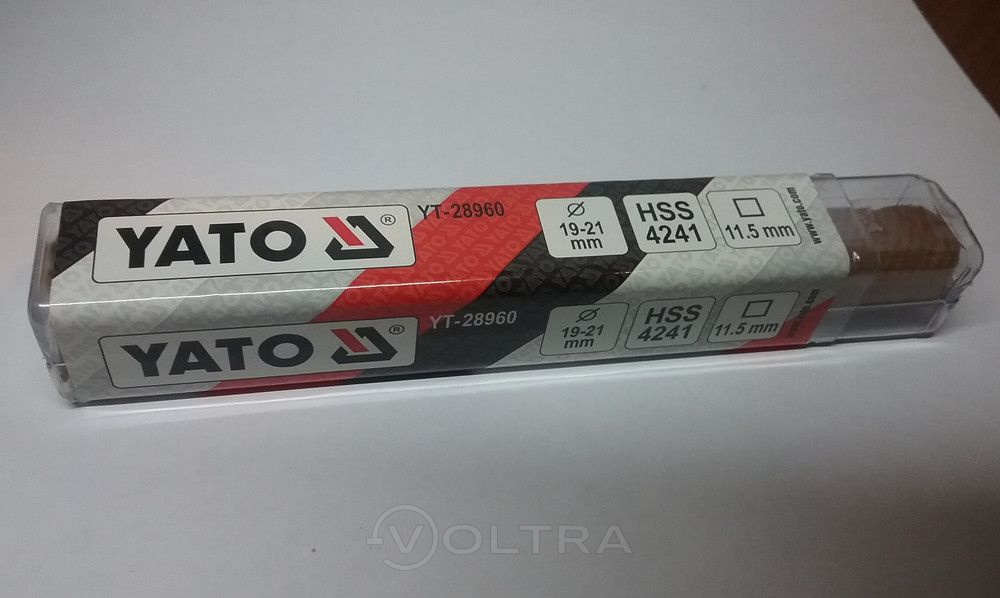 YATO ®
YT-28960
⌀
19-21
mm
HSS
4241
□
11.5 mm
www.yato.com
YATO ®
YT-28960
⌀
19-21
mm
HSS
4241
□
11.5 mm
.com
VOLTRA